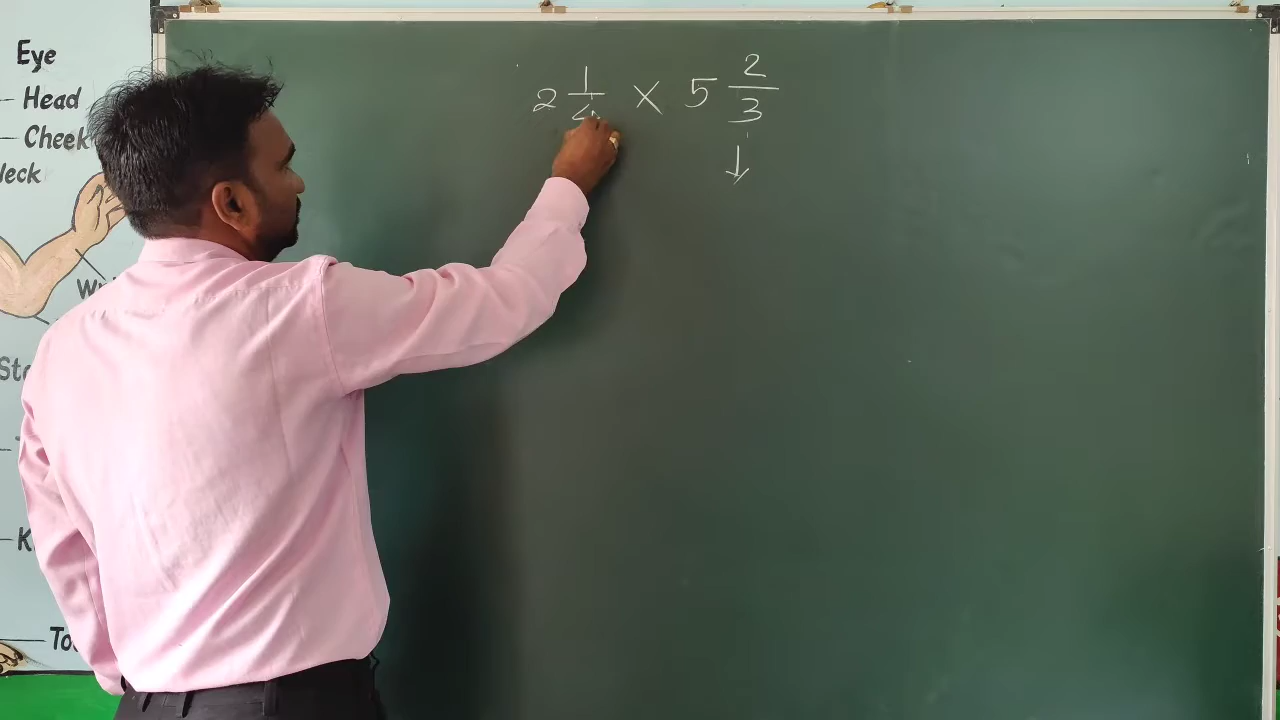 Eye
Head
Cheek
2 1/4 × 5 2/3
↓